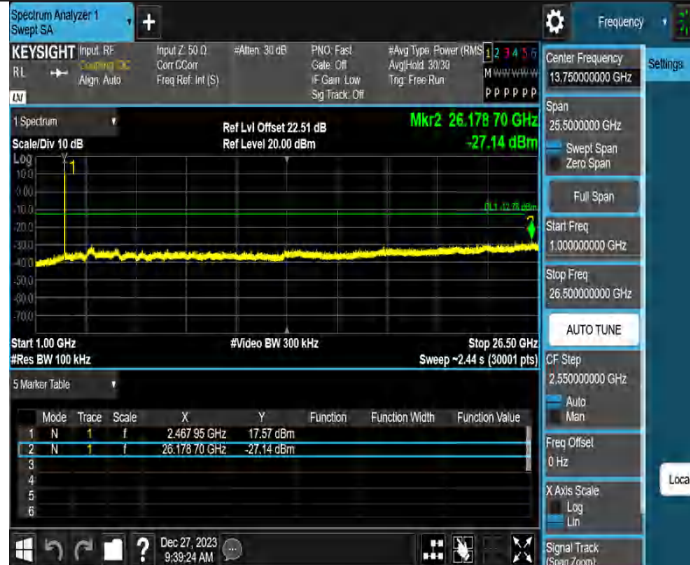 Spectrum Analyzer 1
Swept SA
+
Frequency
KEYSIGHT
RL
Input: RF
Coupling: DC
Align: Auto
Input Z: 50 Ω
Corr CCorr
Freq Ref: Int (S)
#Atten: 30 dB
PNO: Fast
Gate: Off
IF Gain: Low
Sig Track: Off
#Avg Type: Power (RMS
Avg|Hold: 30/30
Trig: Free Run
1 2 3 4 5 6
M W W W W W
P P P P P P
LXI
1 Spectrum
Scale/Div 10 dB
Ref Lvl Offset 22.51 dB
Ref Level 20.00 dBm
Mkr2 26.178 70 GHz
-27.14 dBm
Log
10.0
0.00
-10.0
-20.0
-30.0
-40.0
-50.0
-60.0
-70.0
1
2
Start 1.00 GHz
#Res BW 100 kHz
#Video BW 300 kHz
Stop 26.50 GHz
Sweep ~2.44 s (30001 pts)
5 Marker Table
Mode Trace Scale X Y Function Function Width Function Value
1 N 1 f 2.467 95 GHz 17.57 dBm
2 N 1 f 26.178 70 GHz -27.14 dBm
3
4
5
6
?
Dec 27, 2023
9:39:24 AM
Center Frequency
13.750000000 GHz
Span
25.5000000 GHz
Swept Span
Zero Span
Full Span
Start Freq
1.000000000 GHz
Stop Freq
26.500000000 GHz
AUTO TUNE
CF Step
2.550000000 GHz
Auto
Man
Freq Offset
0 Hz
X Axis Scale
Log
Lin
Signal Track
(Span Zoom)
Settings
Loca